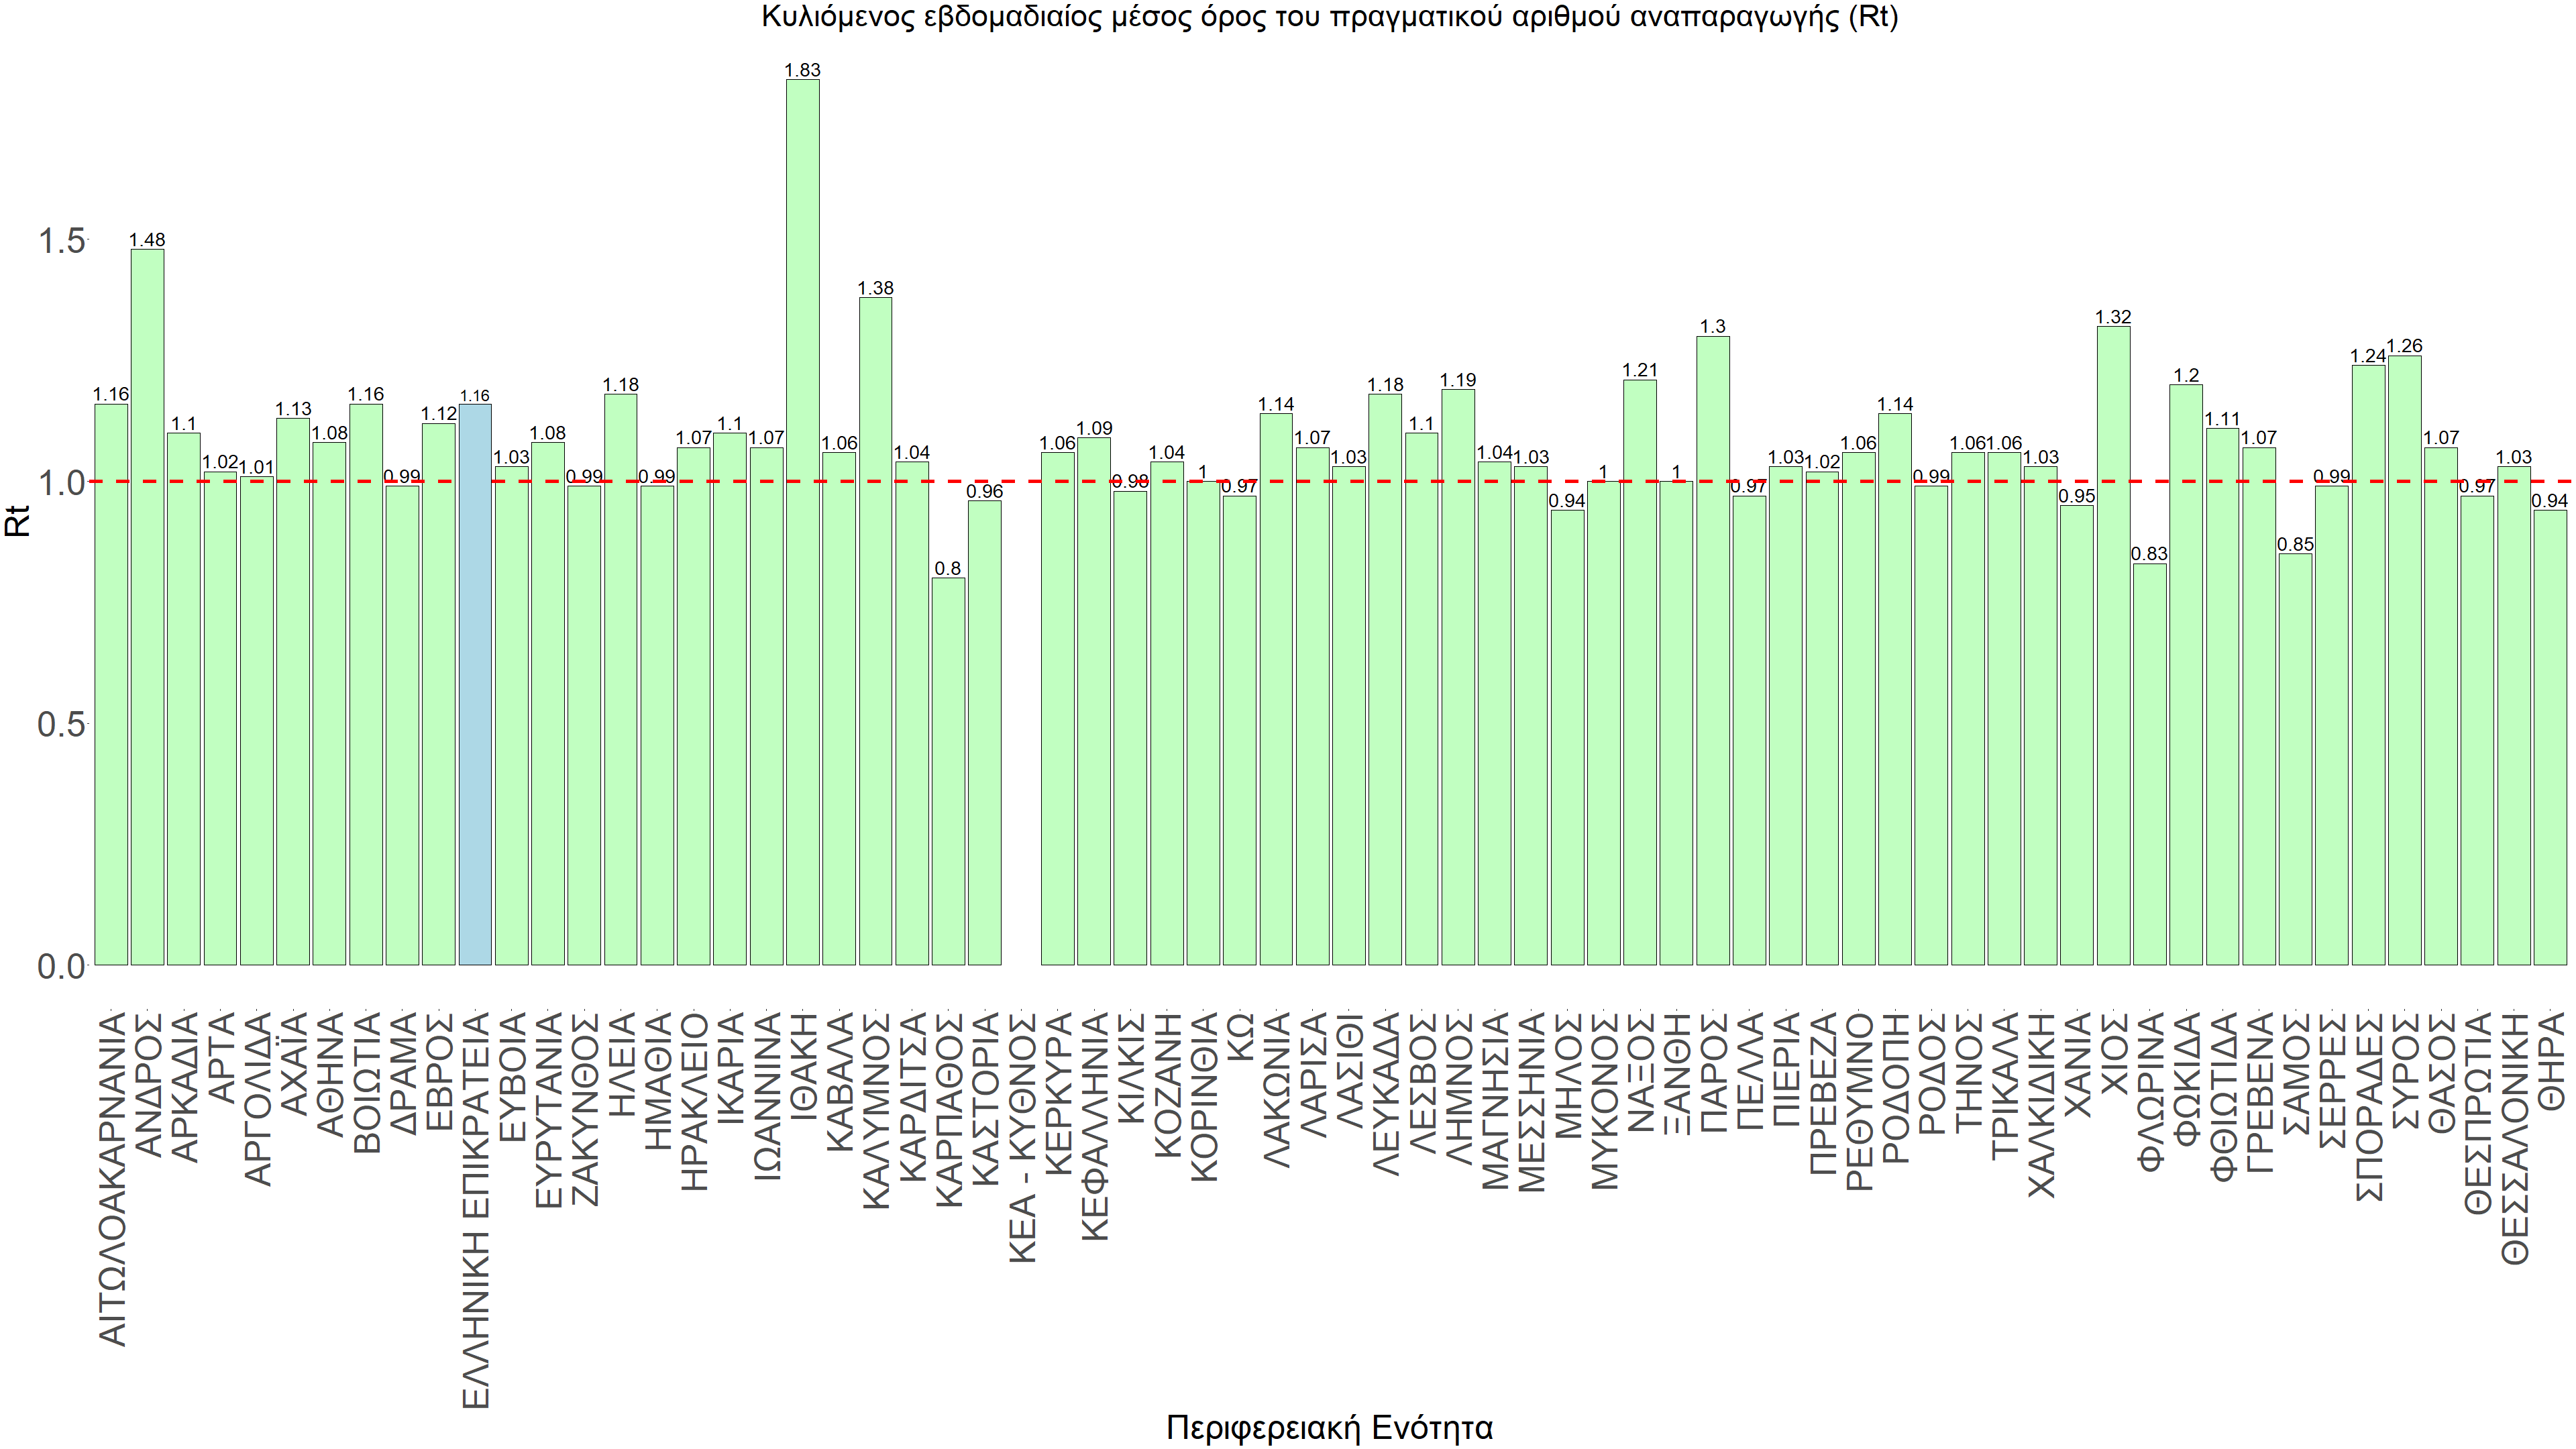 Κυλιόμενος εβδομαδιαίος μέσος όρος του πραγματικού αριθμού αναπαραγωγής (Rt)
1.83
1.5
1.48
1.38
1.32
1.3
1.26
1.24
1.21
1.2
1.16
1.1
1.02
1.01
1.13
1.08
1.16
0.99
1.12
1.16
1.03
1.08
0.99
1.18
0.99
1.07
1.1
1.07
1.06
1.04
0.8
0.96
1.06
1.09
0.98
1.04
1
0.97
1.14
1.07
1.03
1.18
1.1
1.19
1.04
1.03
0.94
1
1
0.97
1.03
1.02
1.06
1.14
0.99
1.06
1.06
1.03
0.95
0.83
1.11
1.07
0.85
0.99
1.07
0.97
1.03
0.94
1.0
Rt
0.5
0.0
ΑΙΤΩΛΟΑΚΑΡΝΑΝΙΑ
ΑΝΔΡΟΣ
ΑΡΚΑΔΙΑ
ΑΡΤΑ
ΑΡΓΟΛΙΔΑ
ΑΧΑΪΑ
ΑΘΗΝΑ
ΒΟΙΩΤΙΑ
ΔΡΑΜΑ
ΕΒΡΟΣ
ΕΛΛΗΝΙΚΗ ΕΠΙΚΡΑΤΕΙΑ
ΕΥΒΟΙΑ
ΕΥΡΥΤΑΝΙΑ
ΖΑΚΥΝΘΟΣ
ΗΛΕΙΑ
ΗΜΑΘΙΑ
ΗΡΑΚΛΕΙΟ
ΙΚΑΡΙΑ
ΙΩΑΝΝΙΝΑ
ΙΘΑΚΗ
ΚΑΒΑΛΑ
ΚΑΛΥΜΝΟΣ
ΚΑΡΔΙΤΣΑ
ΚΑΡΠΑΘΟΣ
ΚΑΣΤΟΡΙΑ
ΚΕΑ - ΚΥΘΝΟΣ
ΚΕΡΚΥΡΑ
ΚΕΦΑΛΛΗΝΙΑ
ΚΙΛΚΙΣ
ΚΟΖΑΝΗ
ΚΟΡΙΝΘΙΑ
ΚΩ
ΛΑΚΩΝΙΑ
ΛΑΡΙΣΑ
ΛΑΣΙΘΙ
ΛΕΥΚΑΔΑ
ΛΕΣΒΟΣ
ΛΗΜΝΟΣ
ΜΑΓΝΗΣΙΑ
ΜΕΣΣΗΝΙΑ
ΜΗΛΟΣ
ΜΥΚΟΝΟΣ
ΝΑΞΟΣ
ΞΑΝΘΗ
ΠΑΡΟΣ
ΠΕΛΛΑ
ΠΙΕΡΙΑ
ΠΡΕΒΕΖΑ
ΡΕΘΥΜΝΟ
ΡΟΔΟΠΗ
ΡΟΔΟΣ
ΤΗΝΟΣ
ΤΡΙΚΑΛΑ
ΧΑΛΚΙΔΙΚΗ
ΧΑΝΙΑ
ΧΙΟΣ
ΦΛΩΡΙΝΑ
ΦΩΚΙΔΑ
ΦΘΙΩΤΙΔΑ
ΓΡΕΒΕΝΑ
ΣΑΜΟΣ
ΣΕΡΡΕΣ
ΣΠΟΡΑΔΕΣ
ΣΥΡΟΣ
ΘΑΣΟΣ
ΘΕΣΠΡΩΤΙΑ
ΘΕΣΣΑΛΟΝΙΚΗ
ΘΗΡΑ
Περιφερειακή Ενότητα